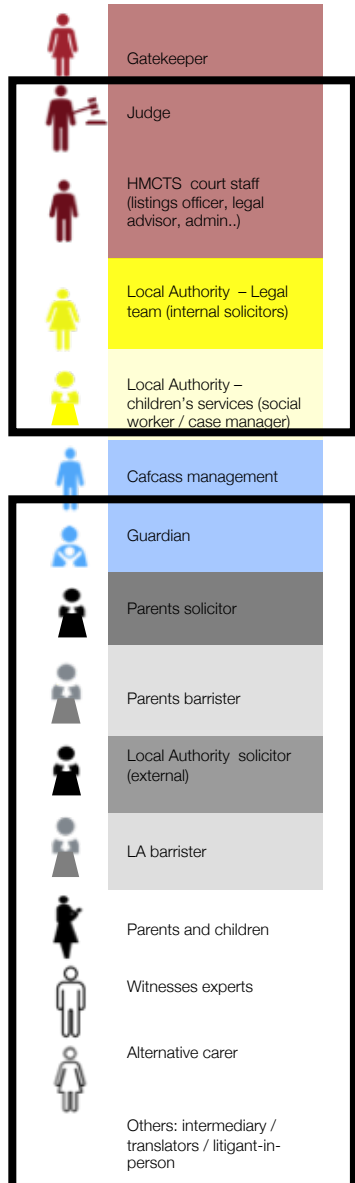 Gatekeeper
Judge
HMCTS  court staff
(listings officer, legal
advisor, admin..)
Local Authority  – Legal
team (internal solicitors)
Local Authority –
children's services (social
worker / case manager)
Cafcass management
Guardian
Parents solicitor
Parents barrister
Local Authority  solicitor
(external)
LA barrister
Parents and children
Witnesses experts
Alternative carer
Others: intermediary /
translators / litigant-in-
person